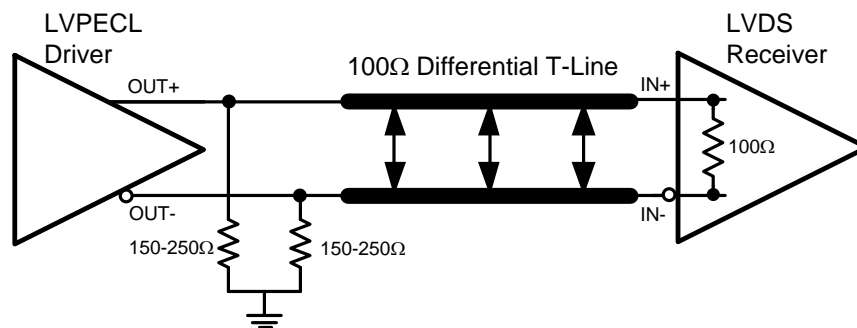 LVPECL
Driver
LVDS
Receiver
100Ω Differential T-Line
OUT+
IN+
100Ω
OUT-
IN-
150-250Ω
150-250Ω